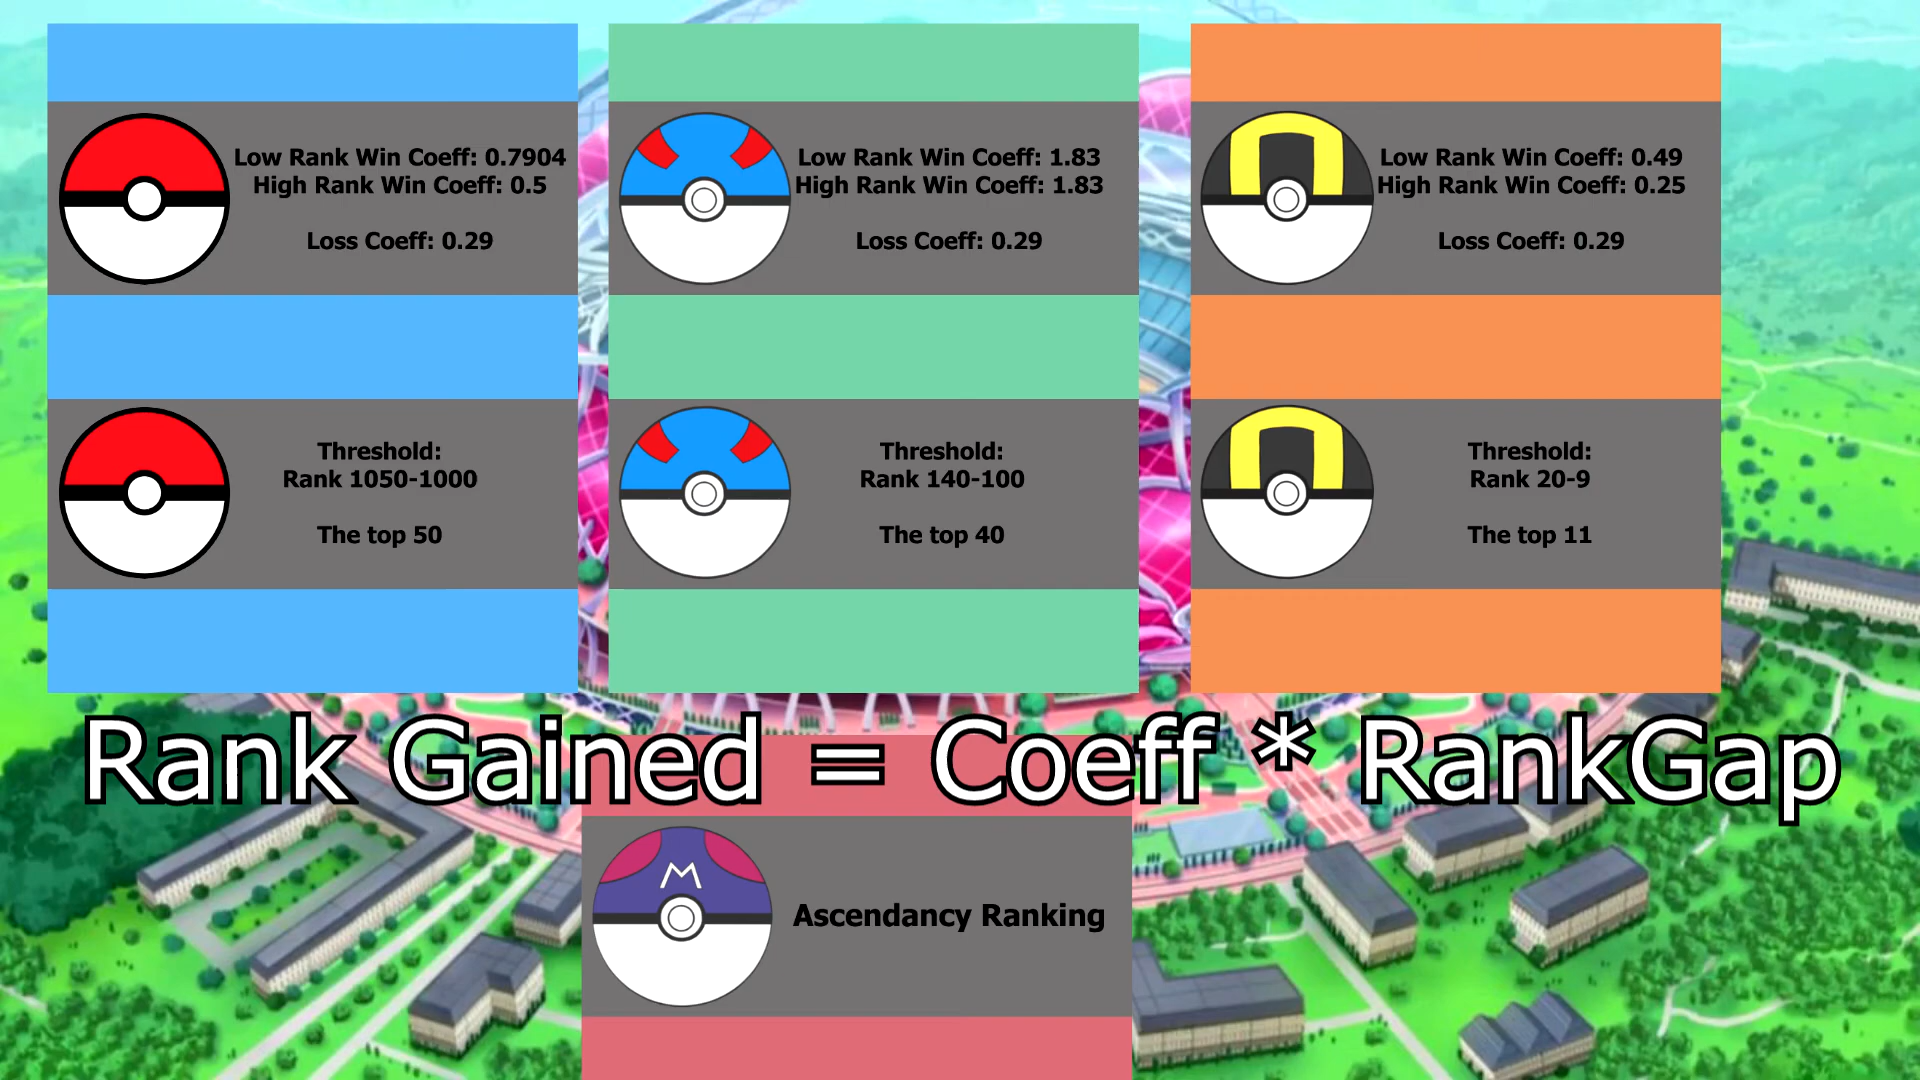 Low Rank Win Coeff: 0.7904
High Rank Win Coeff: 0.5
Loss Coeff: 0.29
Low Rank Win Coeff: 1.83
High Rank Win Coeff: 1.83
Loss Coeff: 0.29
Low Rank Win Coeff: 0.49
High Rank Win Coeff: 0.25
Loss Coeff: 0.29
Threshold:
Rank 1050-1000
The top 50
Threshold:
Rank 140-100
The top 40
Threshold:
Rank 20-9
The top 11
Rank Gained = Coeff * RankGap
M
Ascendancy Ranking